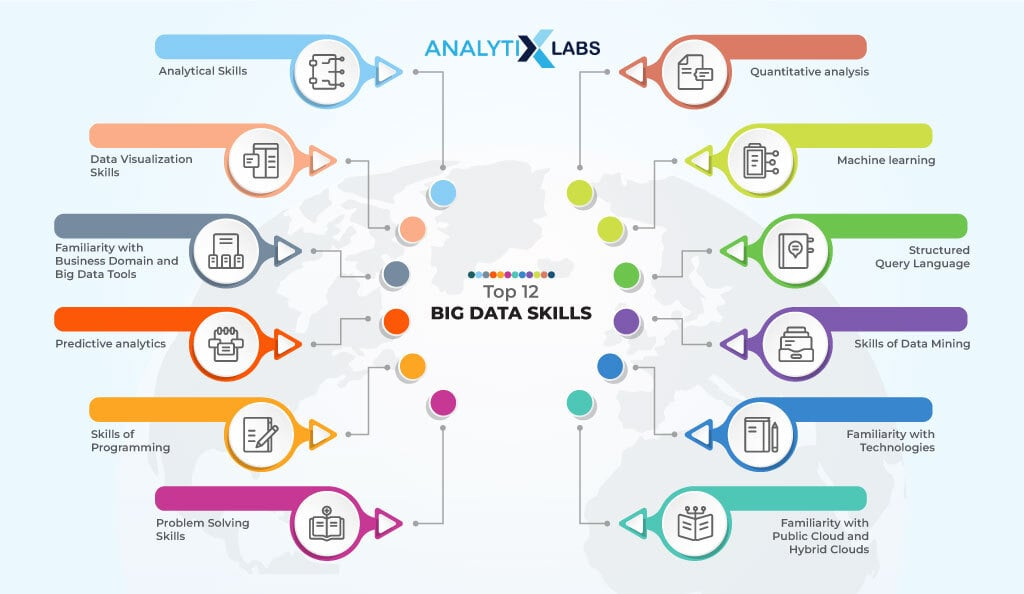 ANALYTIX LABS
Analytical Skills
Data Visualization
Skills
Familiarity with
Business Domain and
Big Data Tools
Predictive analytics
Skills of
Programming
Problem Solving
Skills
Top 12
BIG DATA SKILLS
Quantitative analysis
Machine learning
Structured
Query Language
Skills of Data Mining
Familiarity with
Technologies
Familiarity with
Public Cloud and
Hybrid Clouds